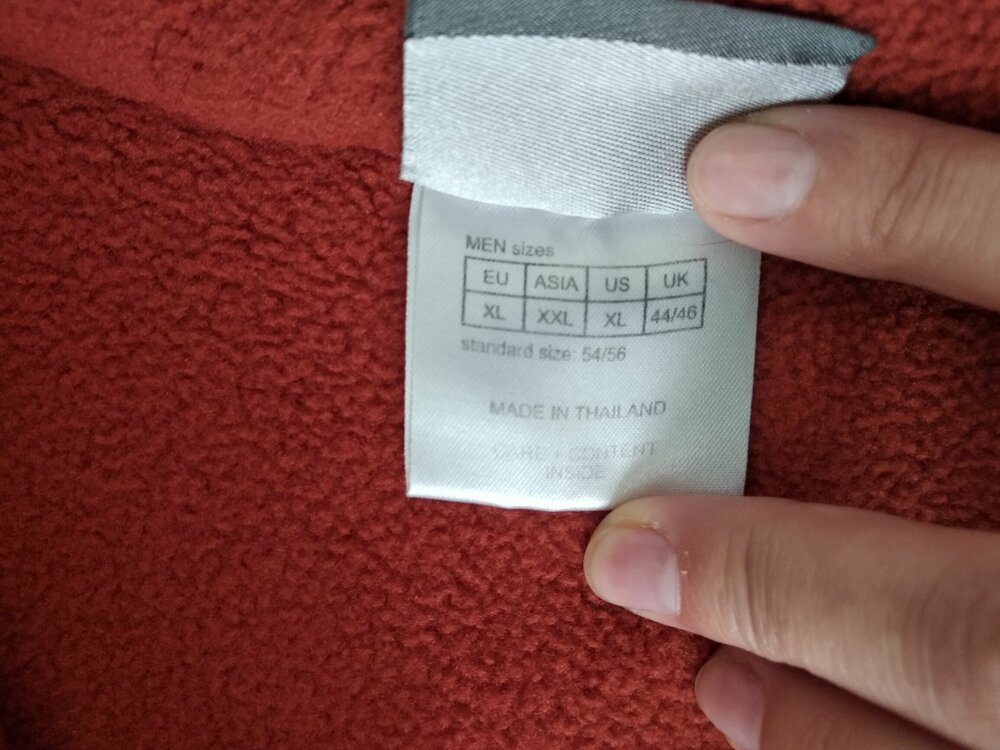 MEN sizes
EU ASIA US UK
XL XXL XL 44/46
standard size: 54/56
MADE IN THAILAND
CARE + CONTENT
INSIDE